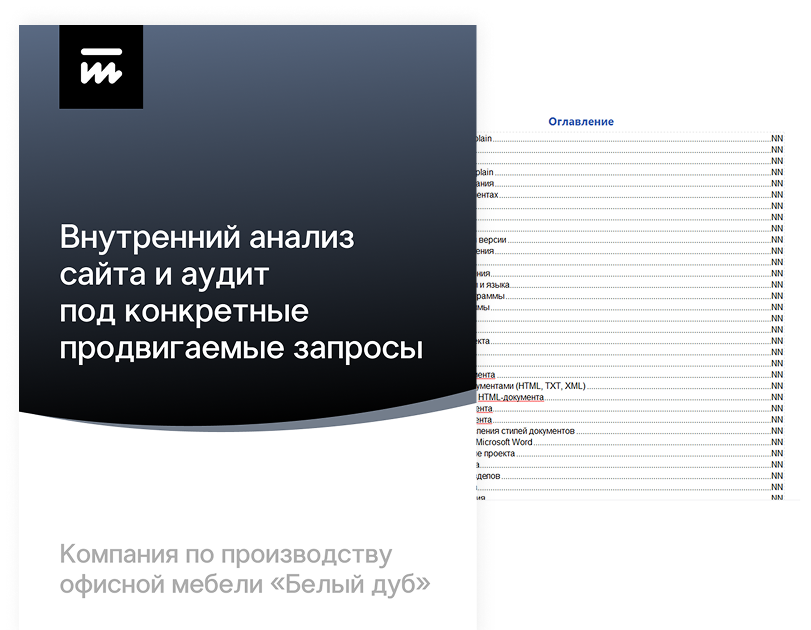 Внутренний анализ
сайта и аудит
под конкретные
продвигаемые запросы
Компания по производству
офисной мебели «Белый дуб»
Оглавление
plain NN
NN
NN
plain NN
ания NN
ентах NN
NN
NN
NN
версии NN
ения NN
NN
ния NN
и языка NN
раммы NN
мы NN
NN
NN
кта NN
NN
NN
мента NN
ументами (HTML, TXT, XML) NN
HTML-документа NN
ента NN
ента NN
ления стилей документов NN
Microsoft Word NN
е проекта NN
а NN
делов NN
NN
ия NN